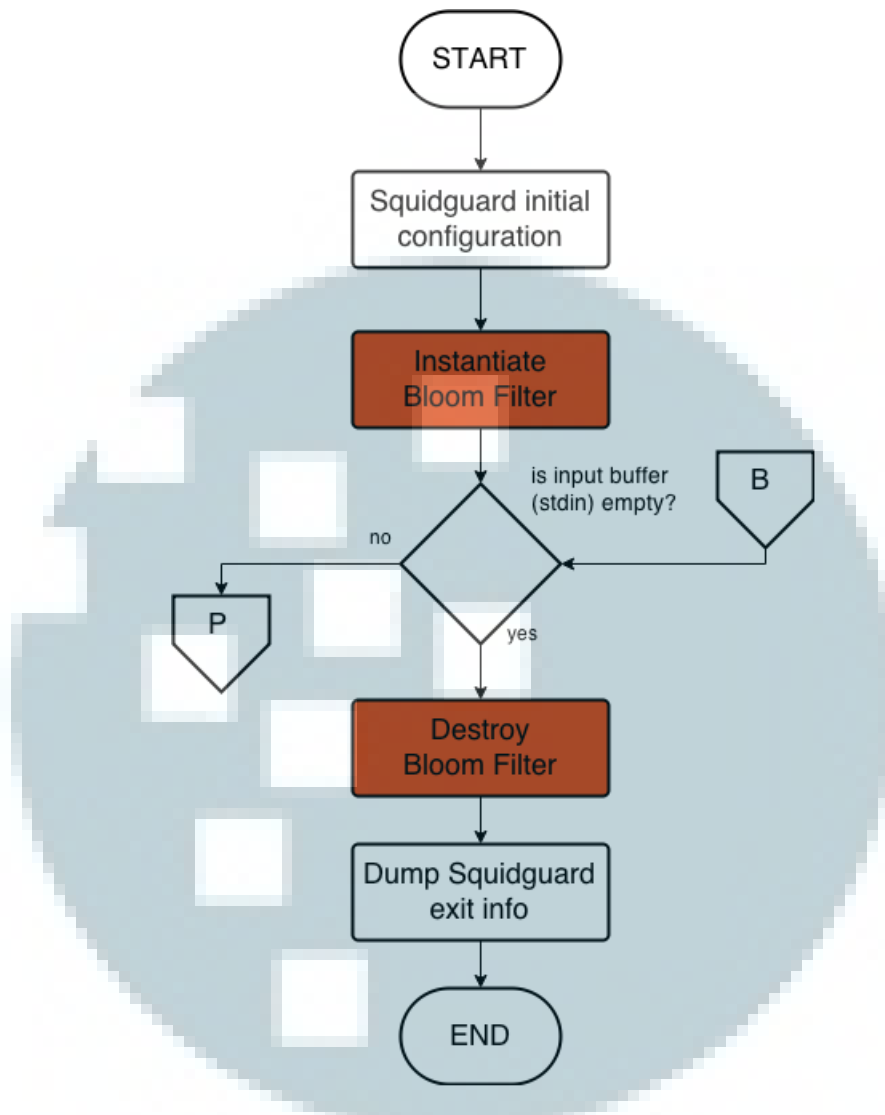 START
Squidguard initial
configuration
Instantiate
Bloom Filter
is input buffer
(stdin) empty?
B
no
P
yes
Destroy
Bloom Filter
Dump Squidguard
exit info
END